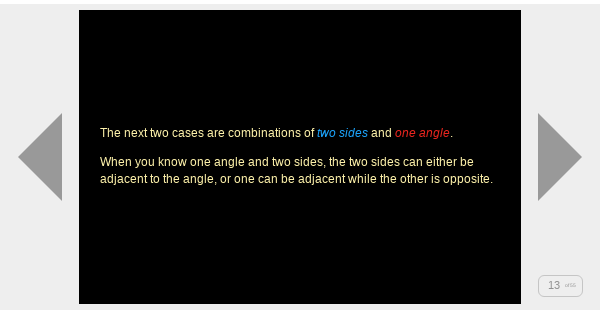 The next two cases are combinations of two sides and one angle.
When you know one angle and two sides, the two sides can either be
adjacent to the angle, or one can be adjacent while the other is opposite.
13